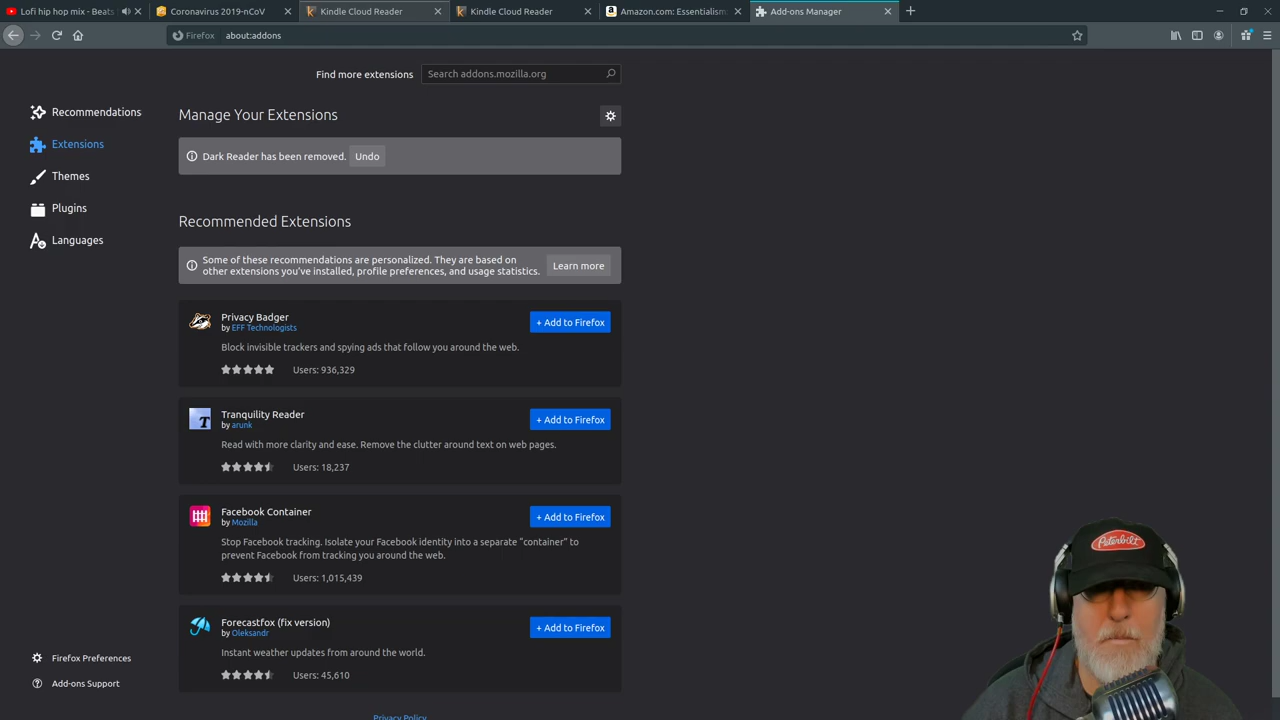 Lofi hip hop mix - Beats
Coronavirus 2019-nCoV
Kindle Cloud Reader
Kindle Cloud Reader
Amazon.com: Essentialism
Add-ons Manager
Firefox
about:addons
Find more extensions
Search addons.mozilla.org
Recommendations
Extensions
Themes
Plugins
Languages
Manage Your Extensions
Dark Reader has been removed. Undo
Recommended Extensions
Some of these recommendations are personalized. They are based on
other extensions you've installed, profile preferences, and usage statistics.
Learn more
Privacy Badger
by EFF Technologists
+ Add to Firefox
Block invisible trackers and spying ads that follow you around the web.
Users: 936,329
Tranquility Reader
by arunk
+ Add to Firefox
Read with more clarity and ease. Remove the clutter around text on web pages.
Users: 18,237
Facebook Container
by Mozilla
+ Add to Firefox
Stop Facebook tracking. Isolate your Facebook identity into a separate "container" to
prevent Facebook from tracking you around the web.
Users: 1,015,439
Forecastfox (fix version)
by Oleksandr
+ Add to Firefox
Instant weather updates from around the world.
Users: 45,610
Privacy Policy
Firefox Preferences
Add-ons Support
Peterbilt